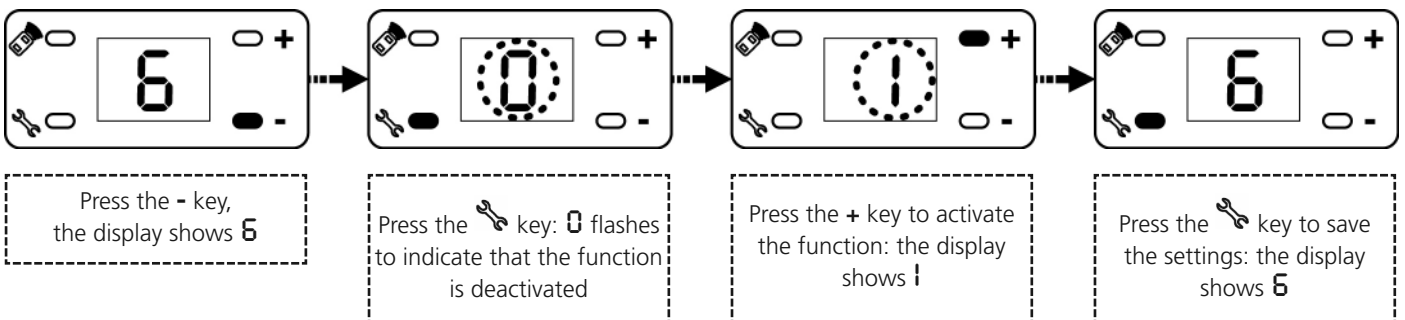 6 + -
0 + -
1 + -
6 + -
Press the - key,
the display shows 6
Press the key: 0 flashes
to indicate that the function
is deactivated
Press the + key to activate
the function: the display
shows 1
Press the key to save
the settings: the display
shows 6